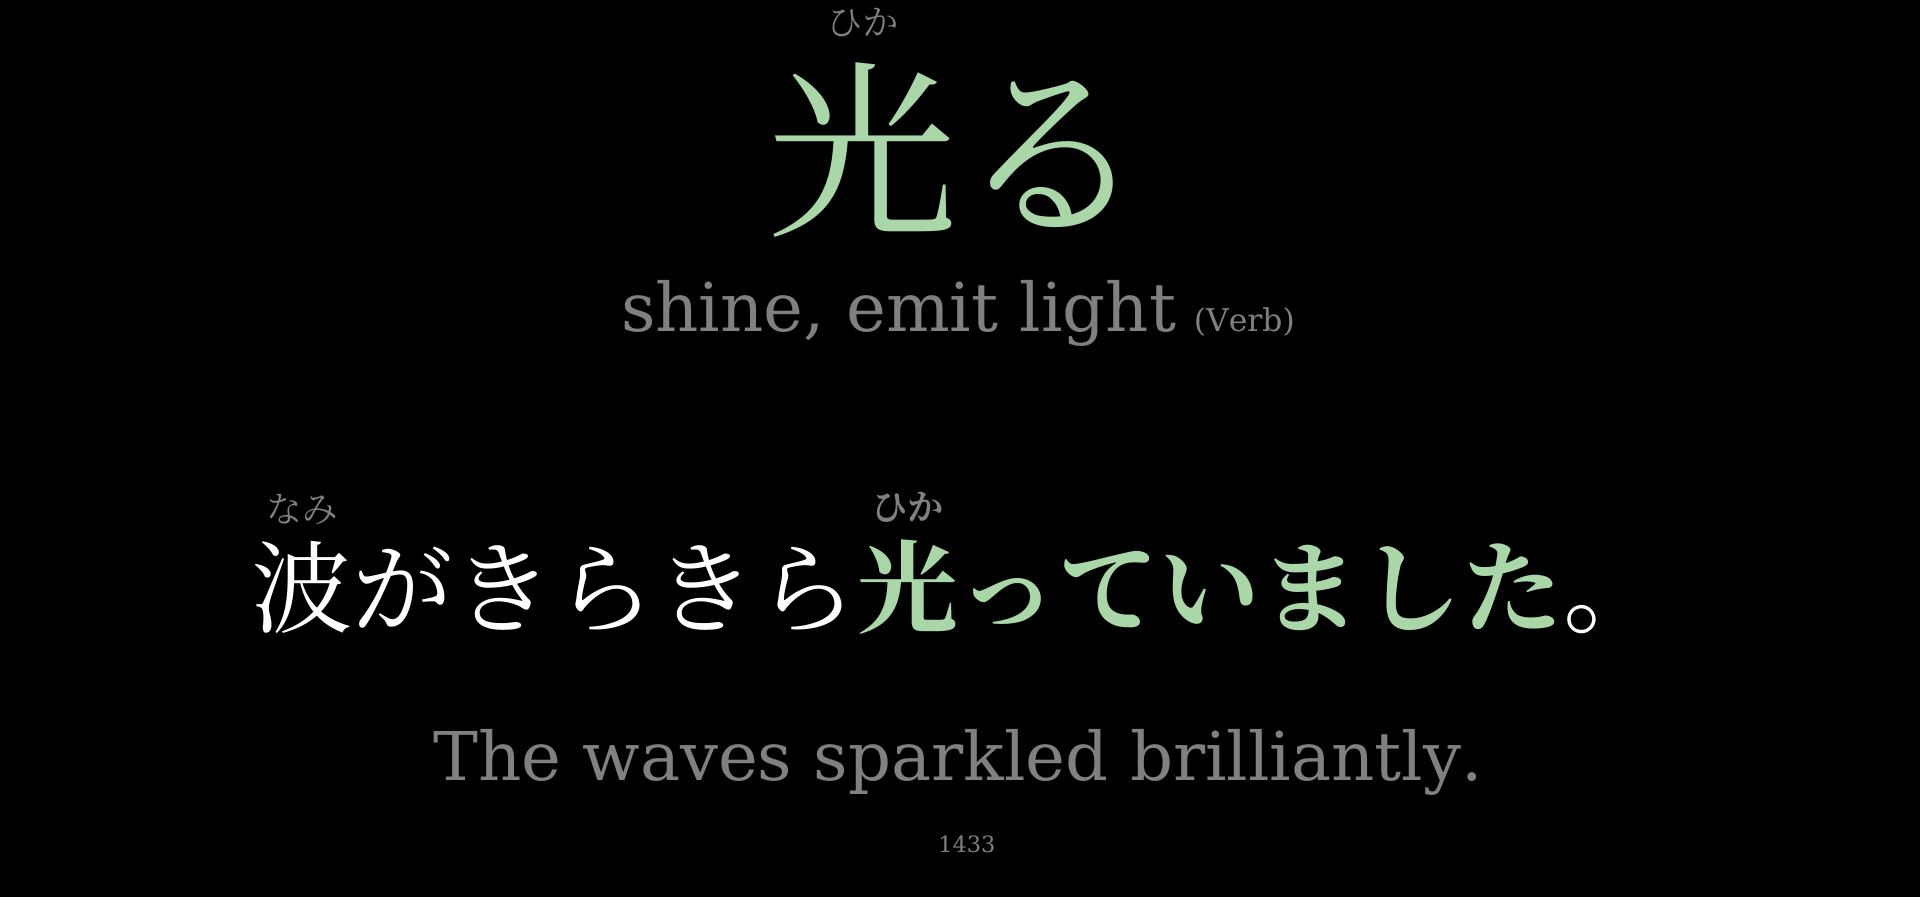 ひか
光る
shine, emit light (Verb)
なみ ひか
波がきらきら光っていました。
The waves sparkled brilliantly.
1433